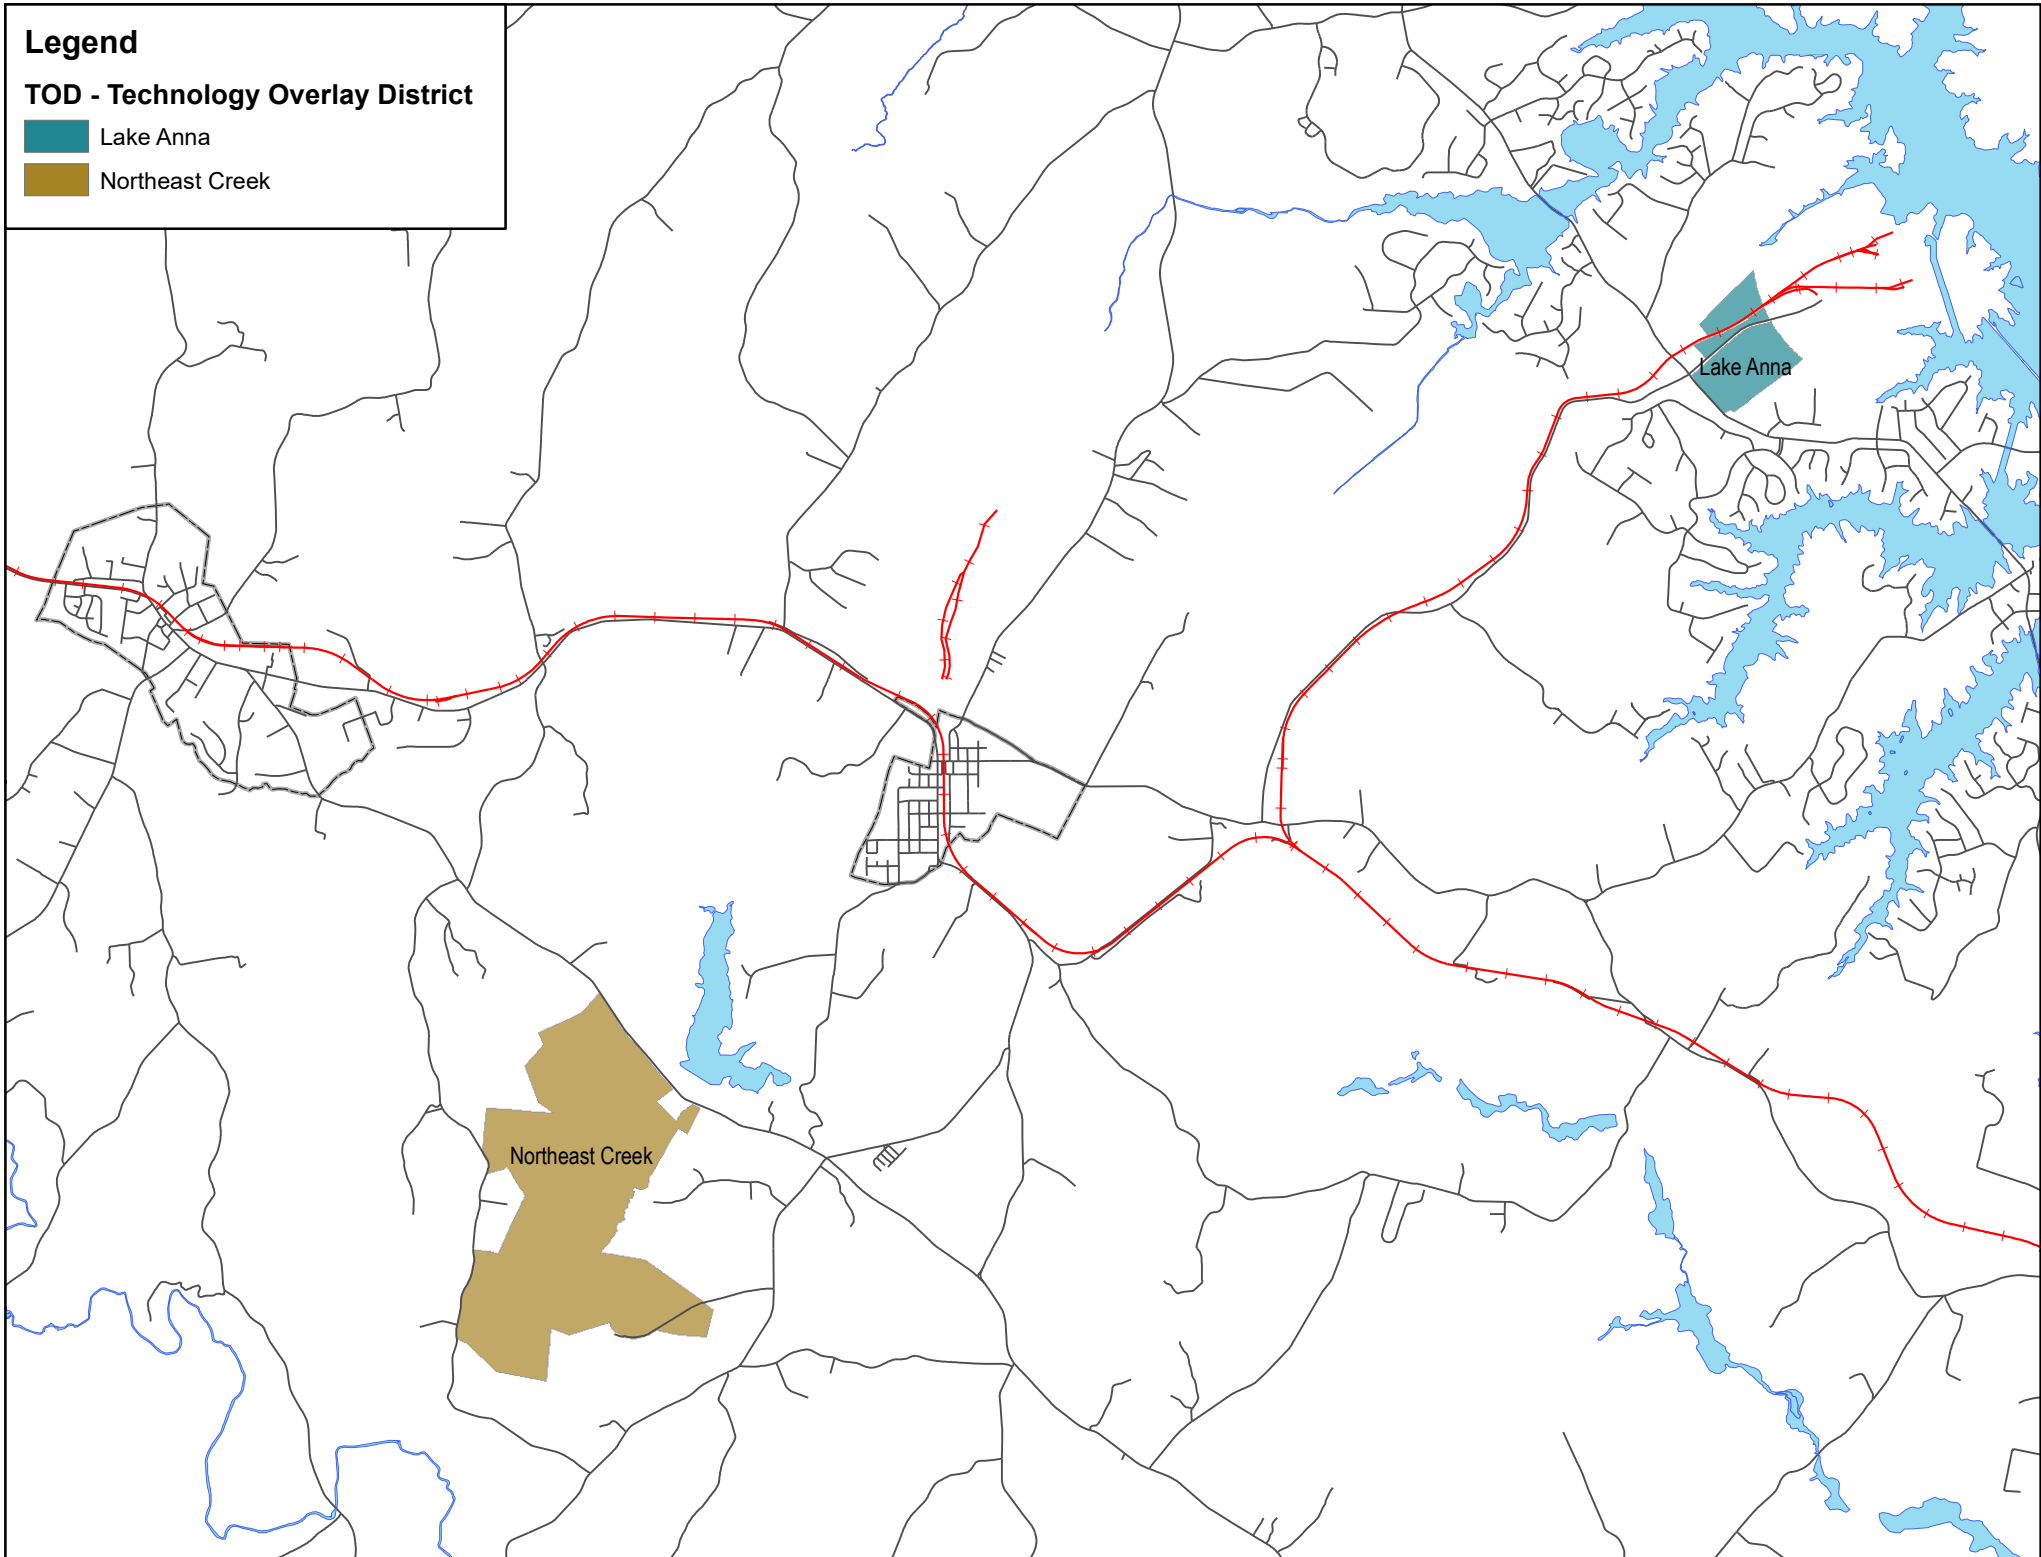 Legend
TOD - Technology Overlay District
Lake Anna
Northeast Creek
Lake Anna
Northeast Creek